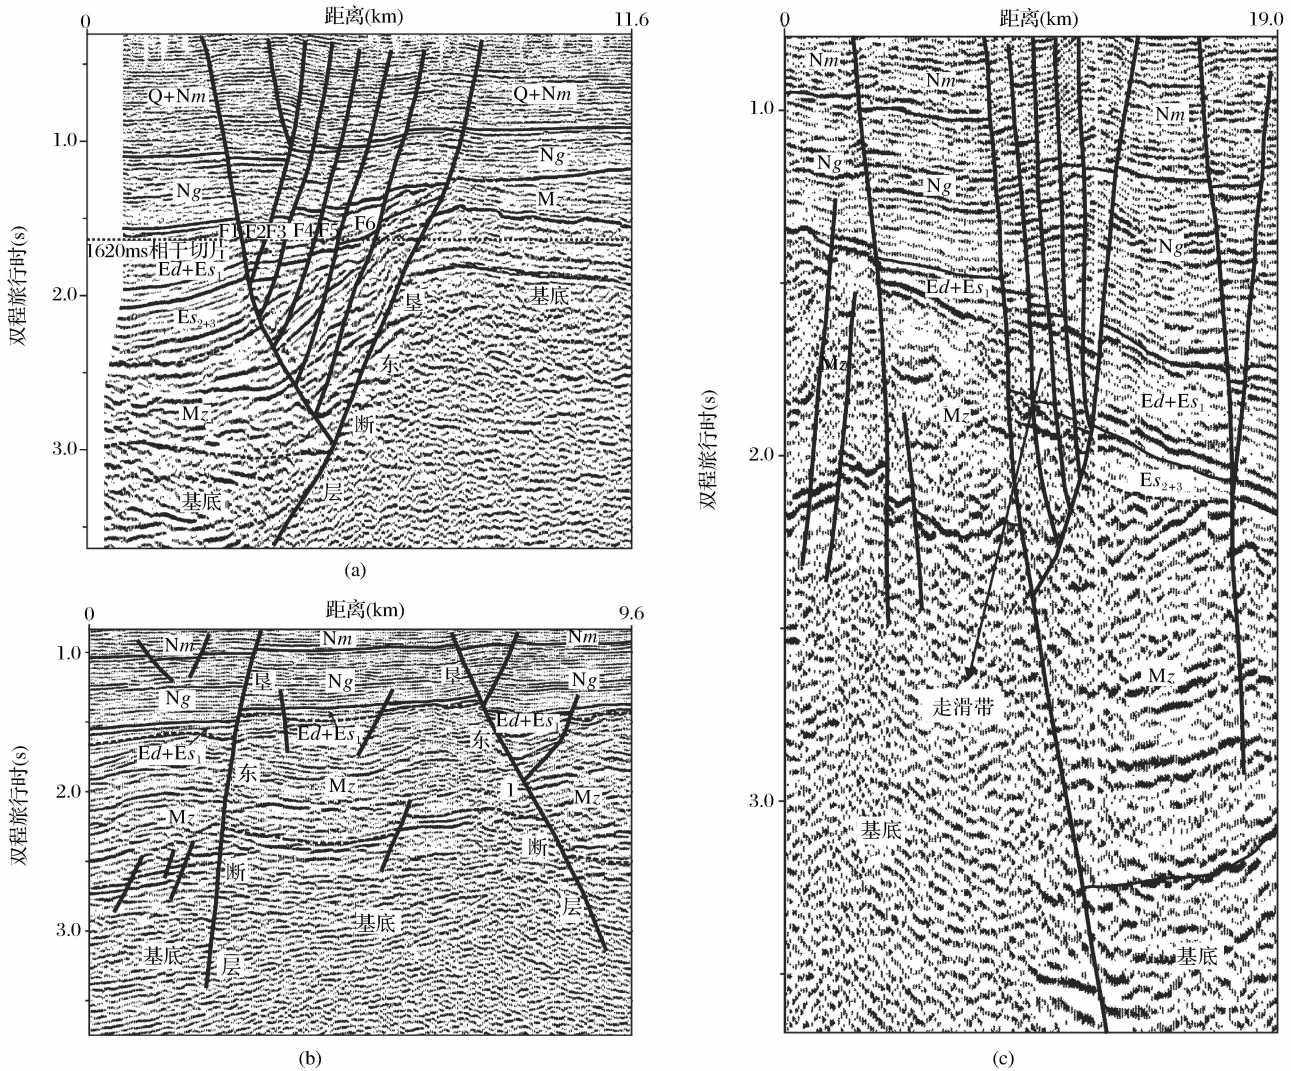 0
距离(km)
11.6
双程旅行时(s)
1.0
2.0
3.0
Q+Nm
Q+Nm
Ng
Ng
Mz
F1
F2
F3
F4
F5
F6
1620ms相干切片
Ed+Es1
Es2+3
基底
垦
东
断
层
Mz
基底
(a)
0
距离(km)
9.6
双程旅行时(s)
1.0
2.0
3.0
Nm
Nm
Nm
垦
垦
Ng
Ng
Ng
Ed+Es1
Ed+Es1
Ed+Es1
东
东
1
Mz
Mz
Mz
断
断
层
层
基底
基底
(b)
0
距离(km)
19.0
双程旅行时(s)
1.0
2.0
3.0
Nm
Nm
Nm
Ng
Ng
Ng
Ed+Es1
Mz
Mz
Ed+Es1
Es2+3
Mz
走滑带
基底
基底
(c)